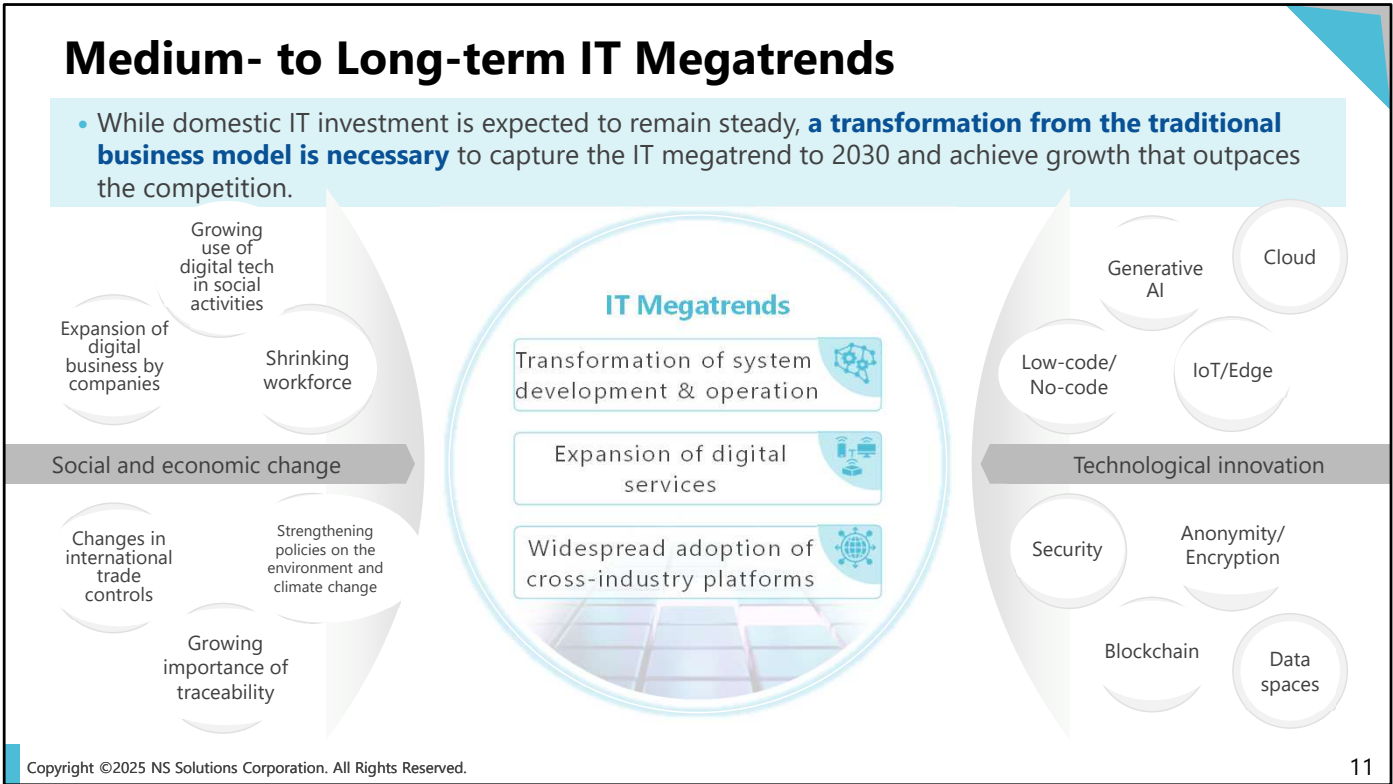 Medium- to Long-term IT Megatrends
• While domestic IT investment is expected to remain steady, a transformation from the traditional
business model is necessary to capture the IT megatrend to 2030 and achieve growth that outpaces
the competition.
Growing
use of
digital tech
in social
activities
Expansion of
digital
business by
companies
Shrinking
workforce
Social and economic change
Changes in
international
trade
controls
Strengthening
policies on the
environment and
climate change
Growing
importance of
traceability
IT Megatrends
Transformation of system
development & operation
Expansion of digital
services
Widespread adoption of
cross-industry platforms
Generative
AI
Cloud
Low-code/
No-code
IoT/Edge
Technological innovation
Security
Anonymity/
Encryption
Blockchain
Data
spaces
Copyright ©2025 NS Solutions Corporation. All Rights Reserved.
11